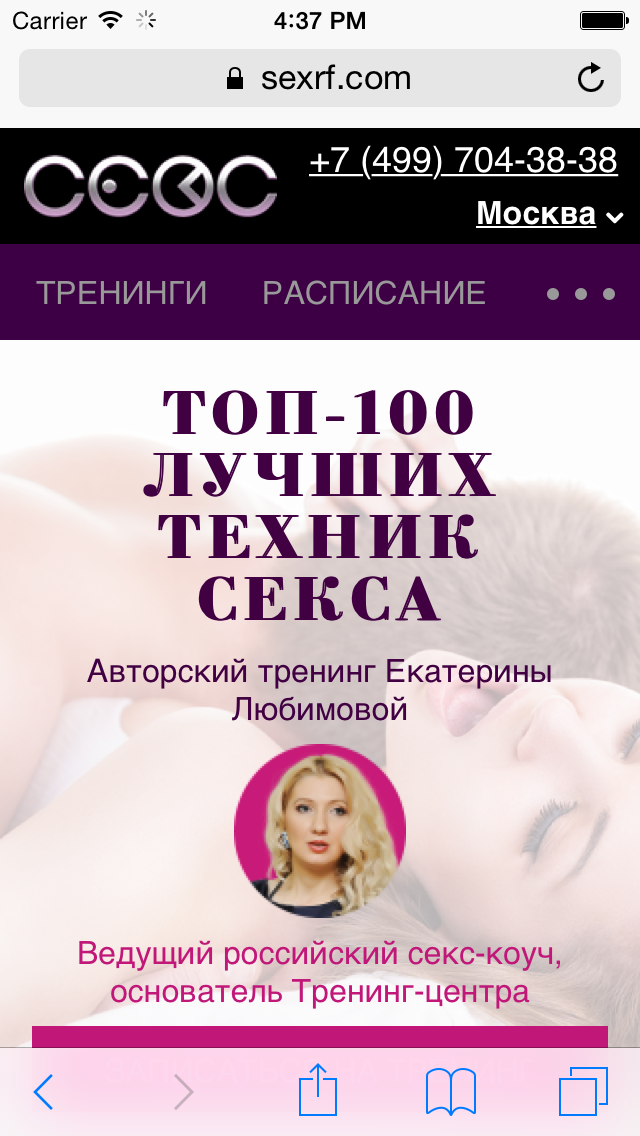 Carrier 4:37 PM
sexrf.com
СЕКС +7 (499) 704-38-38
Москва
ТРЕНИНГИ РАСПИСАНИЕ
ТОП-100
ЛУЧШИХ
ТЕХНИК
СЕКСА
Авторский тренинг Екатерины
Любимовой
Ведущий российский секс-коуч,
основатель Тренинг-центра